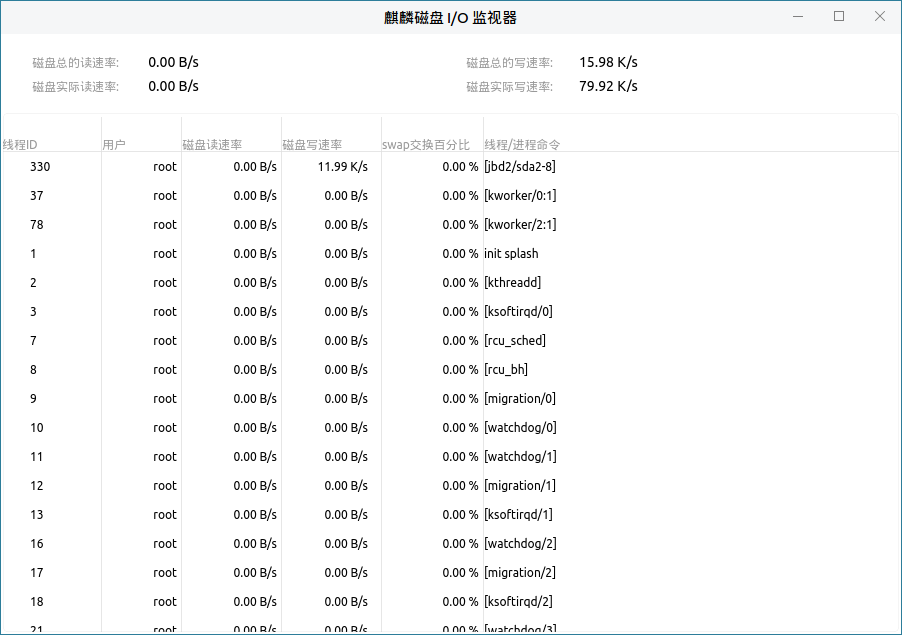 麒麟磁盘 I/O 监视器
磁盘总的读速率: 0.00 B/s 磁盘总的写速率: 15.98 K/s
磁盘实际读速率: 0.00 B/s 磁盘实际写速率: 79.92 K/s
线程ID 用户 磁盘读速率 磁盘写速率 swap交换百分比 线程/进程命令
330 root 0.00 B/s 11.99 K/s 0.00 % [jbd2/sda2-8]
37 root 0.00 B/s 0.00 B/s 0.00 % [kworker/0:1]
78 root 0.00 B/s 0.00 B/s 0.00 % [kworker/2:1]
1 root 0.00 B/s 0.00 B/s 0.00 % init splash
2 root 0.00 B/s 0.00 B/s 0.00 % [kthreadd]
3 root 0.00 B/s 0.00 B/s 0.00 % [ksoftirqd/0]
7 root 0.00 B/s 0.00 B/s 0.00 % [rcu_sched]
8 root 0.00 B/s 0.00 B/s 0.00 % [rcu_bh]
9 root 0.00 B/s 0.00 B/s 0.00 % [migration/0]
10 root 0.00 B/s 0.00 B/s 0.00 % [watchdog/0]
11 root 0.00 B/s 0.00 B/s 0.00 % [watchdog/1]
12 root 0.00 B/s 0.00 B/s 0.00 % [migration/1]
13 root 0.00 B/s 0.00 B/s 0.00 % [ksoftirqd/1]
16 root 0.00 B/s 0.00 B/s 0.00 % [watchdog/2]
17 root 0.00 B/s 0.00 B/s 0.00 % [migration/2]
18 root 0.00 B/s 0.00 B/s 0.00 % [ksoftirqd/2]
21 root 0.00 B/s 0.00 B/s 0.00 % [watchdog/3]